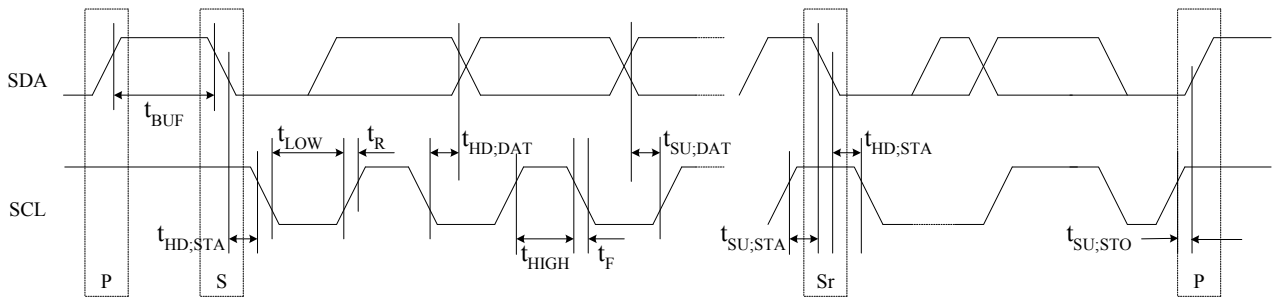 SDA
t_BUF
t_LOW
t_R
t_HD;DAT
t_SU;DAT
t_HD;STA
SCL
t_HD;STA
t_HIGH
t_F
t_SU;STA
t_SU;STO
P
S
Sr
P